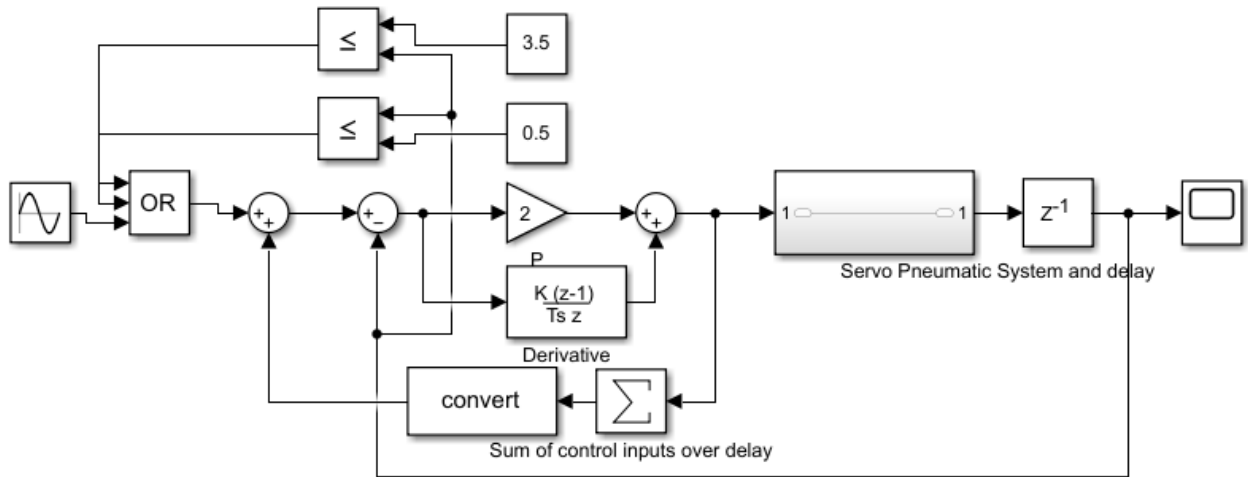 ≤
3.5
≤
0.5
OR
+
+
+
−
2
+
+
1
1
Z-1
P
Servo Pneumatic System and delay
K (z-1)
Ts z
Derivative
convert
∑
Sum of control inputs over delay